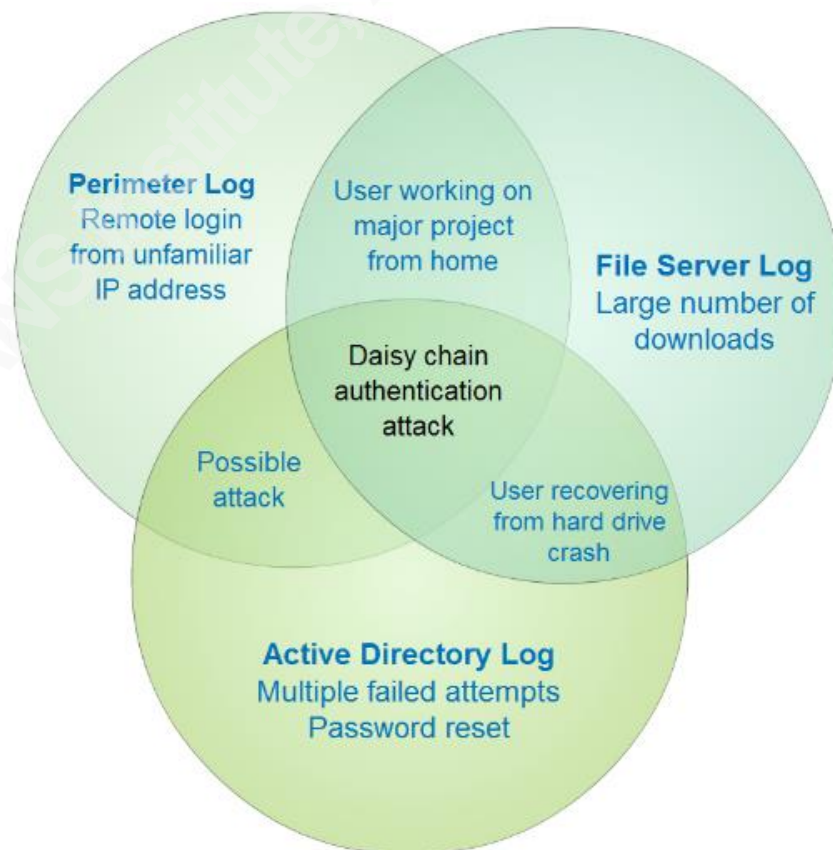 Perimeter Log
Remote login
from unfamiliar
IP address
User working on
major project
from home
File Server Log
Large number of
downloads
Daisy chain
authentication
attack
Possible
attack
User recovering
from hard drive
crash
Active Directory Log
Multiple failed attempts
Password reset